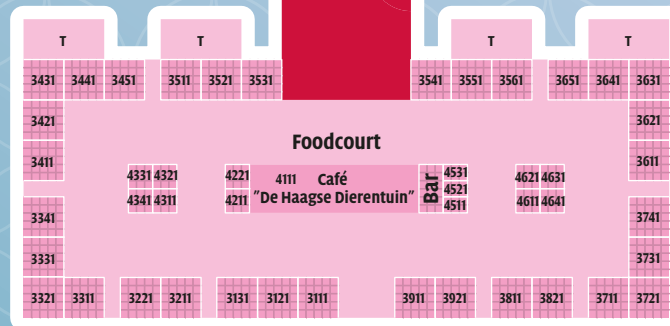 T T T T
3431 3441 3451 3511 3521 3531 3541 3551 3561 3651 3641 3631
3421 3621
Foodcourt
3411 3611
4331 4321 4221 4111 Café Bar 4531 4621 4631
4521
4341 4311 4211 "De Haagse Dierentuin" 4511 4611 4641
3341 3741
3331 3731
3321 3311 3221 3211 3131 3121 3111 3911 3921 3811 3821 3711 3721